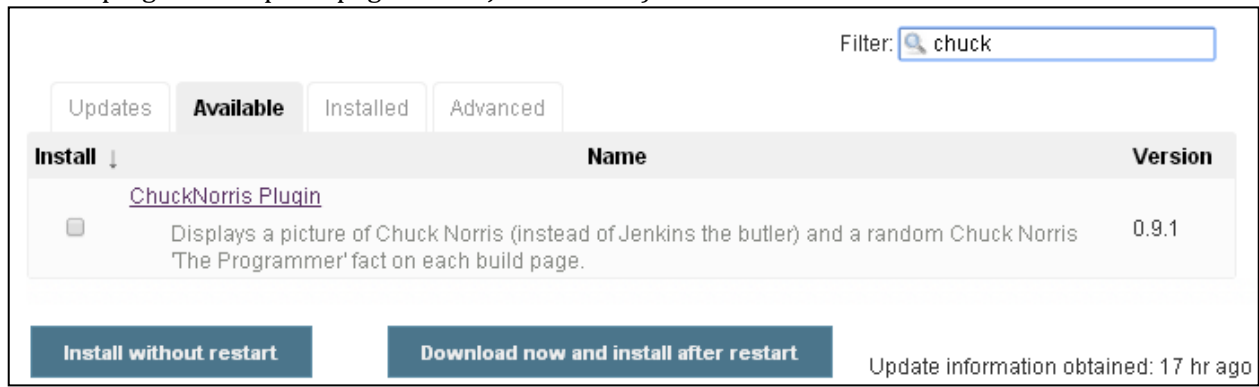 Filter: chuck
Updates Available Installed Advanced
Install ↓ Name Version
ChuckNorris Plugin
Displays a picture of Chuck Norris (instead of Jenkins the butler) and a random Chuck Norris 0.9.1
'The Programmer' fact on each build page.
Install without restart Download now and install after restart
Update information obtained: 17 hr ago